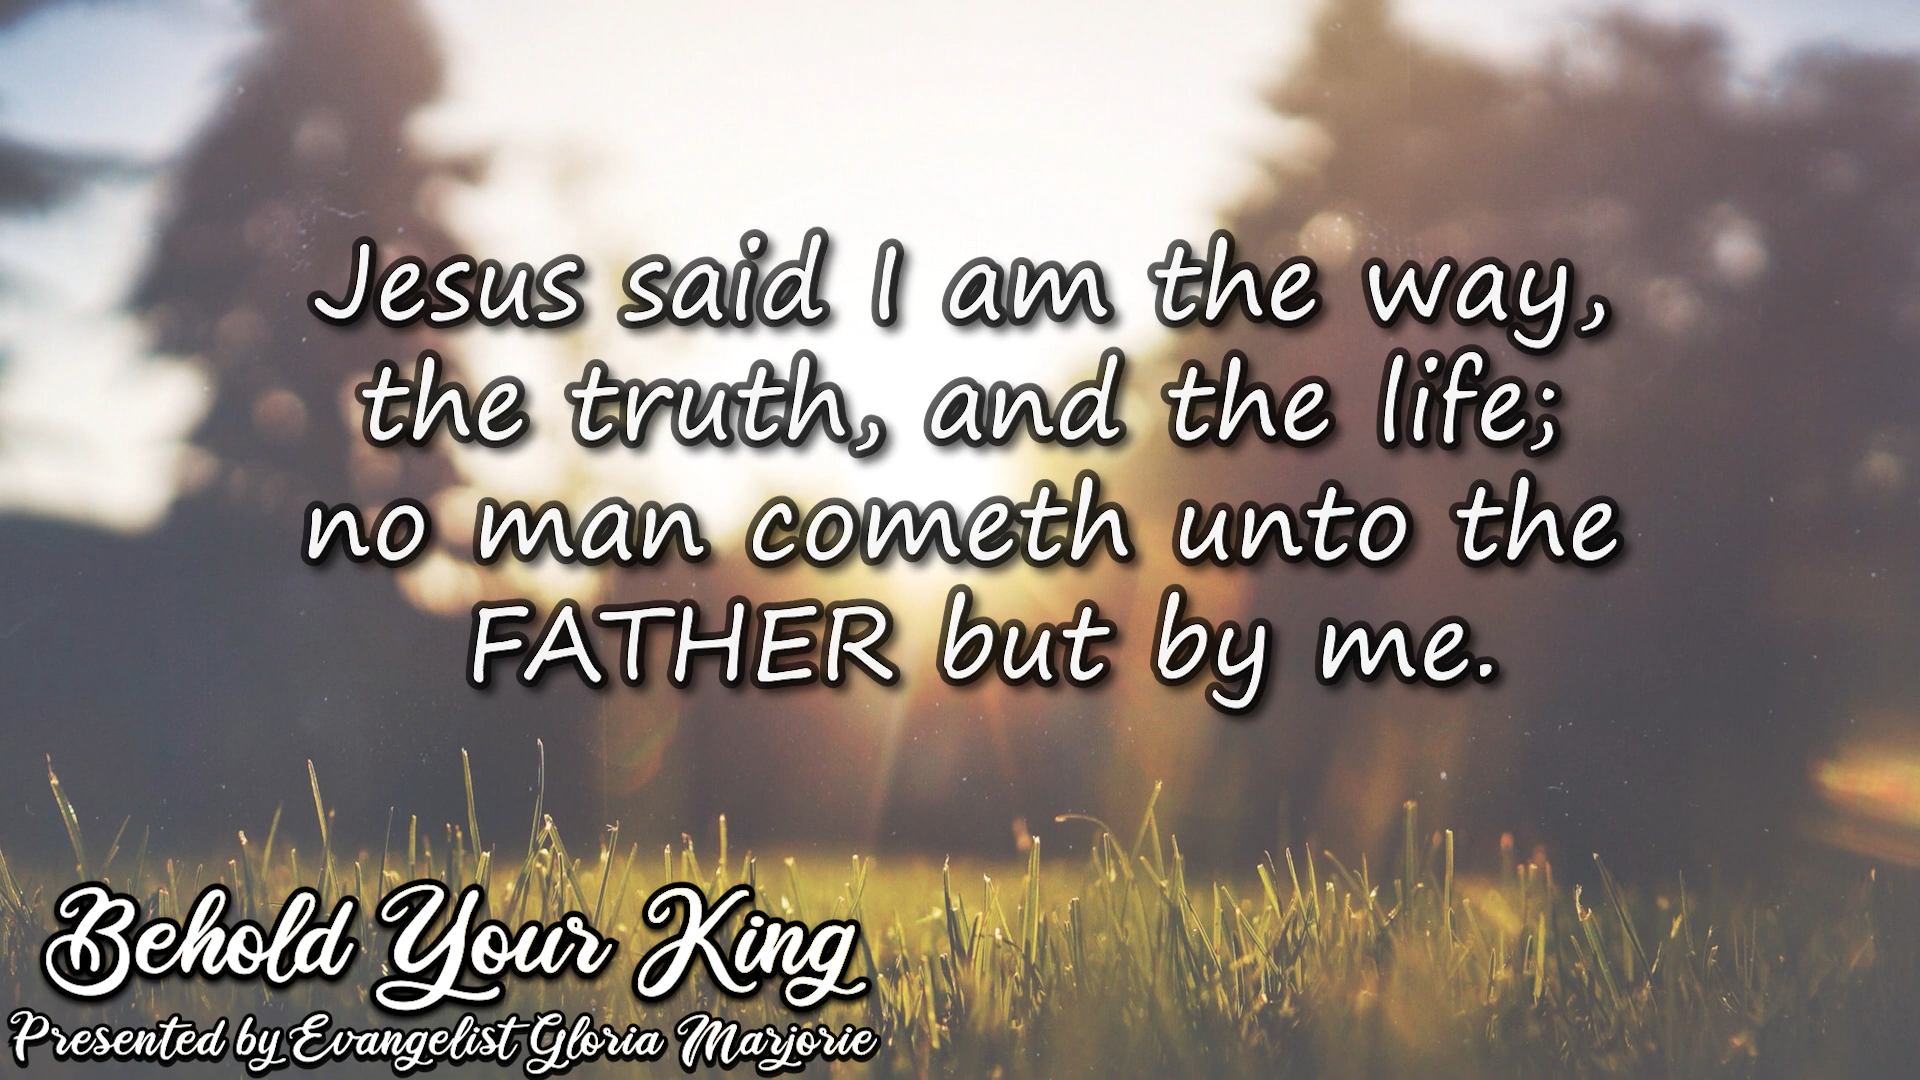 Jesus said I am the way,
the truth, and the life;
no man cometh unto the
FATHER but by me.
Behold Your King
Presented by Evangelist Gloria Marjorie